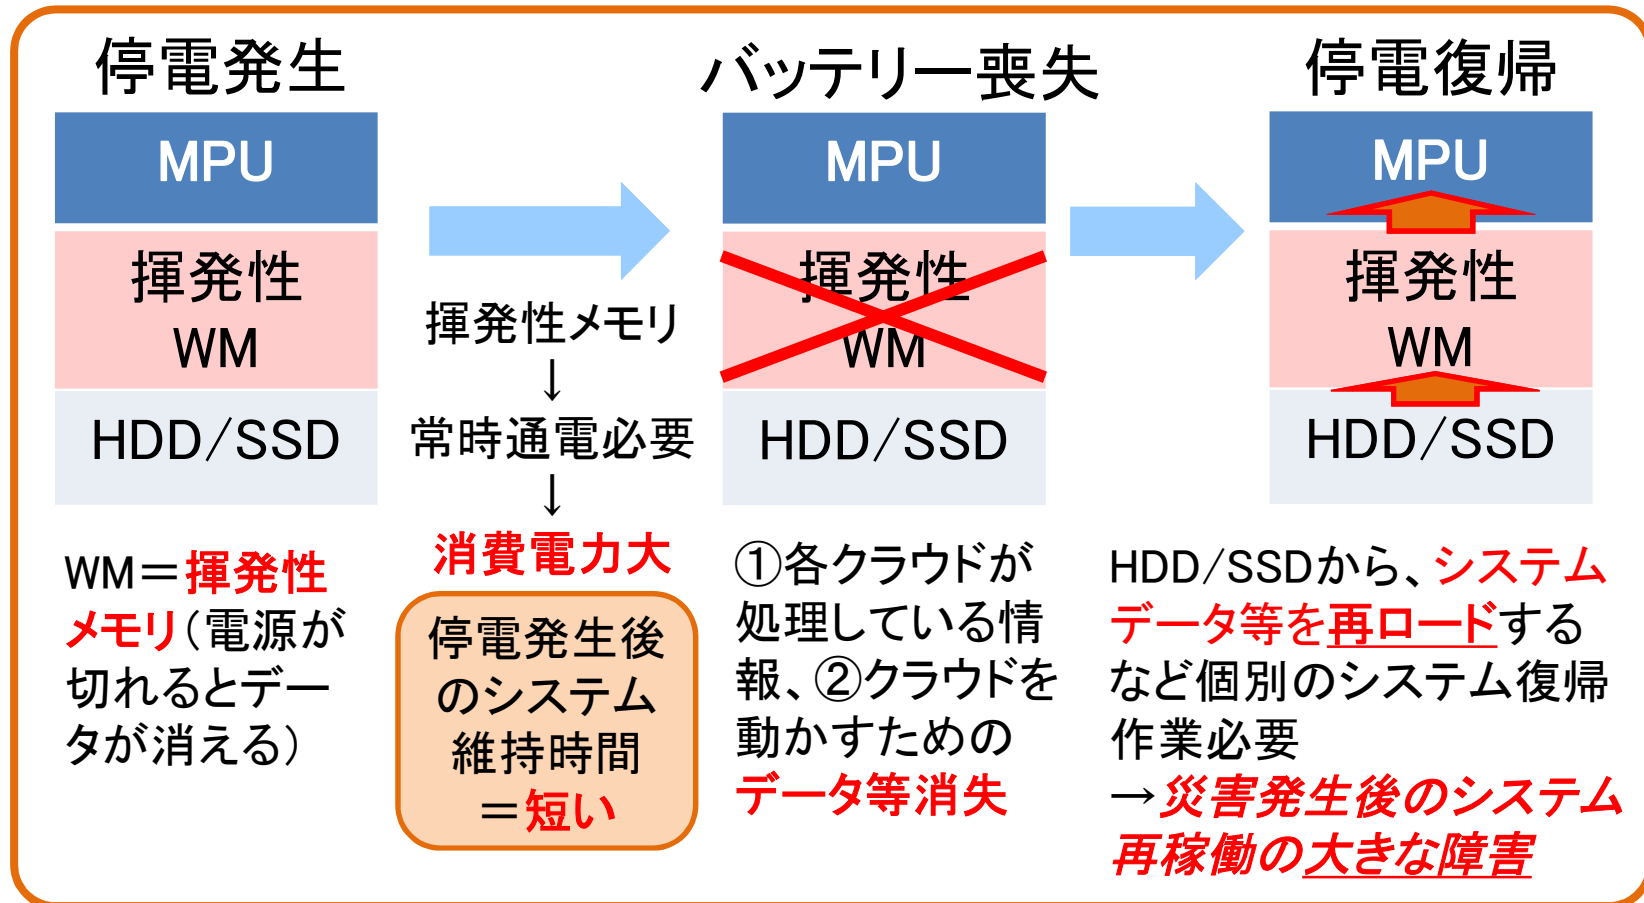 停電発生
MPU
揮発性
WM
HDD/SSD
WM＝揮発性
メモリ（電源が
切れるとデー
タが消える）
揮発性メモリ
↓
常時通電必要
↓
消費電力大
停電発生後
のシステム
維持時間
＝短い
バッテリー喪失
MPU
揮発性
WM
HDD/SSD
①各クラウドが
処理している情
報、②クラウドを
動かすための
データ等消失
停電復帰
MPU
揮発性
WM
HDD/SSD
HDD/SSDから、システム
データ等を再ロードする
など個別のシステム復帰
作業必要
→災害発生後のシステム
再稼働の大きな障害